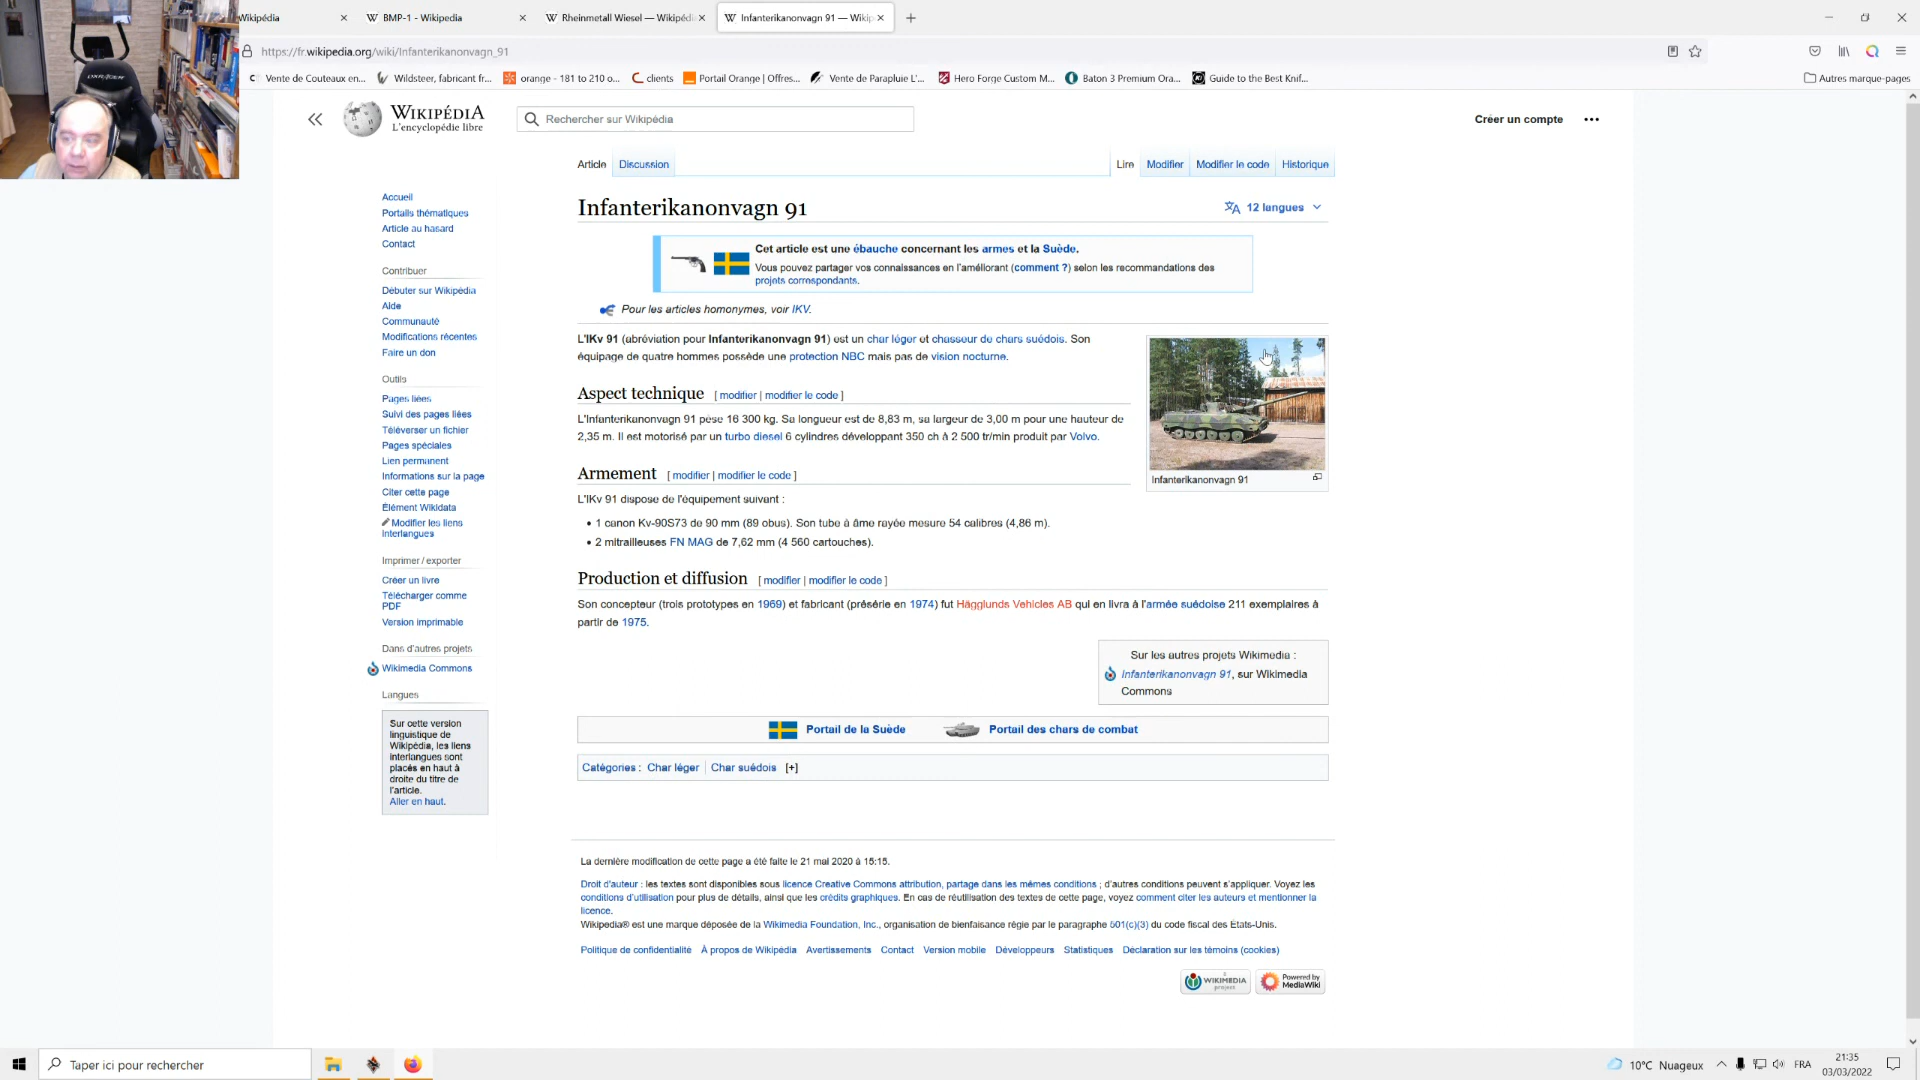 Wikipédia
BMP-1 - Wikipedia
Rheinmetall Wiesel — Wikipédi
Infanterikanonvagn 91 — Wikip
https://fr.wikipedia.org/wiki/Infanterikanonvagn_91
Vente de Couteaux en...
Wildsteer, fabricant fr...
orange - 181 to 210 o...
clients
Portail Orange | Offres...
Vente de Parapluie L'...
Hero Forge Custom M...
Baton 3 Premium Ora...
Guide to the Best Knif...
Autres marque-pages
WIKIPÉDIA
L'encyclopédie libre
Rechercher sur Wikipédia
Créer un compte
Article
Discussion
Lire
Modifier
Modifier le code
Historique
Accueil
Portails thématiques
Article au hasard
Contact
Contribuer
Débuter sur Wikipédia
Aide
Communauté
Modifications récentes
Faire un don
Outils
Pages liées
Suivi des pages liées
Téléverser un fichier
Pages spéciales
Lien permanent
Informations sur la page
Citer cette page
Élément Wikidata
Modifier les liens
interlangues
Imprimer / exporter
Créer un livre
Télécharger comme
PDF
Version imprimable
Dans d'autres projets
Wikimedia Commons
Langues
Sur cette version
linguistique de
Wikipédia, les liens
interlangues sont
placés en haut à
droite du titre de
l'article.
Aller en haut.
Infanterikanonvagn 91
12 langues
Cet article est une ébauche concernant les armes et la Suède.
Vous pouvez partager vos connaissances en l'améliorant (comment ?) selon les recommandations des
projets correspondants.
Pour les articles homonymes, voir IKV.
L'IKv 91 (abréviation pour Infanterikanonvagn 91) est un char léger et chasseur de chars suédois. Son
équipage de quatre hommes possède une protection NBC mais pas de vision nocturne.
Infanterikanonvagn 91
Aspect technique [ modifier | modifier le code ]
L'Infanterikanonvagn 91 pèse 16 300 kg. Sa longueur est de 8,83 m, sa largeur de 3,00 m pour une hauteur de
2,35 m. Il est motorisé par un turbo diesel 6 cylindres développant 350 ch à 2 500 tr/min produit par Volvo.
Armement [ modifier | modifier le code ]
L'IKv 91 dispose de l'équipement suivant :
• 1 canon Kv-90S73 de 90 mm (89 obus). Son tube à âme rayée mesure 54 calibres (4,86 m).
• 2 mitrailleuses FN MAG de 7,62 mm (4 560 cartouches).
Production et diffusion [ modifier | modifier le code ]
Son concepteur (trois prototypes en 1969) et fabricant (présérie en 1974) fut Hägglunds Vehicles AB qui en livra à l'armée suédoise 211 exemplaires à
partir de 1975.
Sur les autres projets Wikimedia :
Infanterikanonvagn 91, sur Wikimedia
Commons
Portail de la Suède
Portail des chars de combat
Catégories : Char léger | Char suédois [+]
La dernière modification de cette page a été faite le 21 mai 2020 à 15:15.
Droit d'auteur : les textes sont disponibles sous licence Creative Commons attribution, partage dans les mêmes conditions ; d'autres conditions peuvent s'appliquer. Voyez les
conditions d'utilisation pour plus de détails, ainsi que les crédits graphiques. En cas de réutilisation des textes de cette page, voyez comment citer les auteurs et mentionner la
licence.
Wikipedia® est une marque déposée de la Wikimedia Foundation, Inc., organisation de bienfaisance régie par le paragraphe 501(c)(3) du code fiscal des États-Unis.
Politique de confidentialité
À propos de Wikipédia
Avertissements
Contact
Version mobile
Développeurs
Statistiques
Déclaration sur les témoins (cookies)
WIKIMEDIA
project
Powered by
MediaWiki
Taper ici pour rechercher
10°C Nuageux
FRA
21:35
03/03/2022